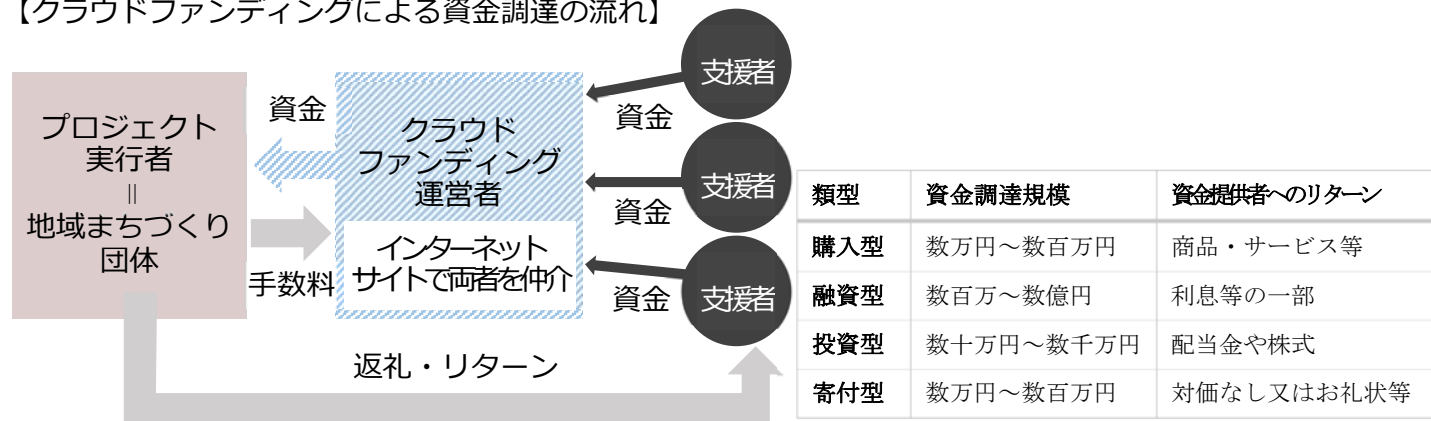 【クラウドファンディングによる資金調達の流れ】
プロジェクト
実行者
＝
地域まちづくり
団体
資金
手数料
クラウド
ファンディング
運営者
インターネット
サイトで両者を仲介
資金
資金
資金
支援者
支援者
支援者
返礼・リターン
類型 資金調達規模 資金提供者へのリターン
購入型 数万円～数百万円 商品・サービス等
融資型 数百万～数億円 利息等の一部
投資型 数十万円～数千万円 配当金や株式
寄付型 数万円～数百万円 対価なし又はお礼状等